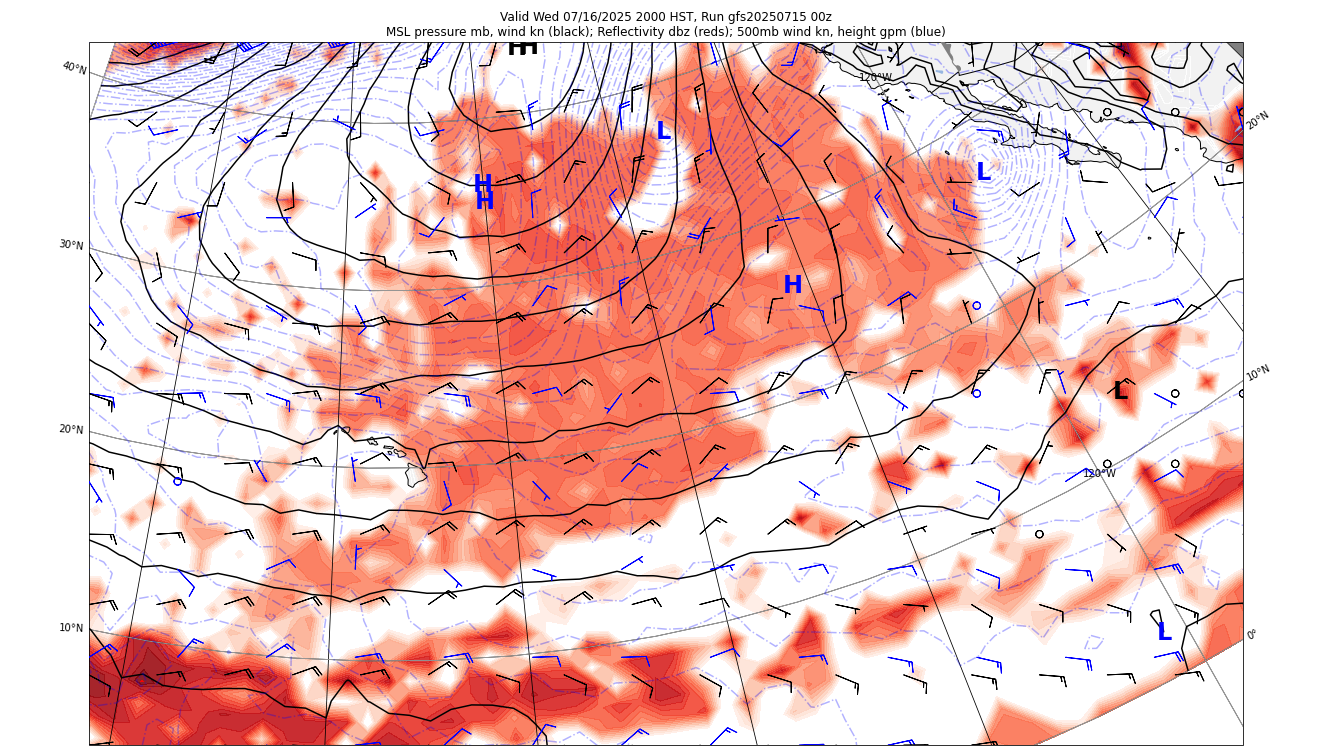 Valid Wed 07/16/2025 2000 HST, Run gfs20250715 00z
MSL pressure mb, wind kn (black); Reflectivity dbz (reds); 500mb wind kn, height gpm (blue)
H H
40°N
120°W
20°N
L
L
H
H
30°N
H
10°N
L
20°N
120°W
10°N
L
0°